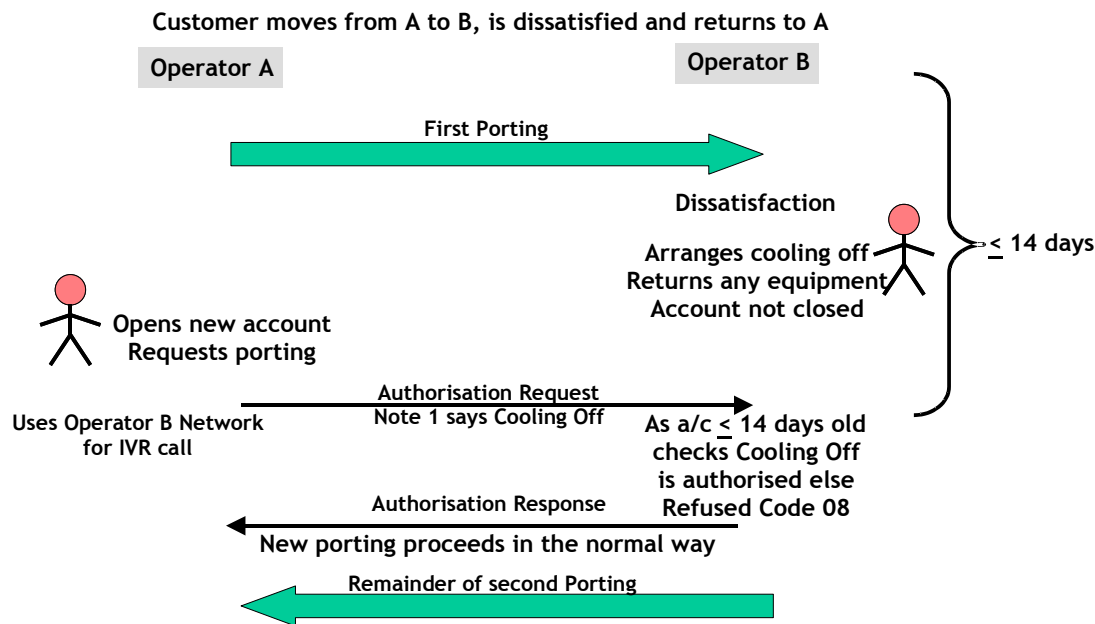 Customer moves from A to B, is dissatisfied and returns to A
Operator A
Operator B
First Porting
Dissatisfaction
Arranges cooling off
Returns any equipment
Account not closed
≤ 14 days
Opens new account
Requests porting
Uses Operator B Network
for IVR call
Authorisation Request
Note 1 says Cooling Off
As a/c ≤ 14 days old
checks Cooling Off
is authorised else
Refused Code 08
Authorisation Response
New porting proceeds in the normal way
Remainder of second Porting